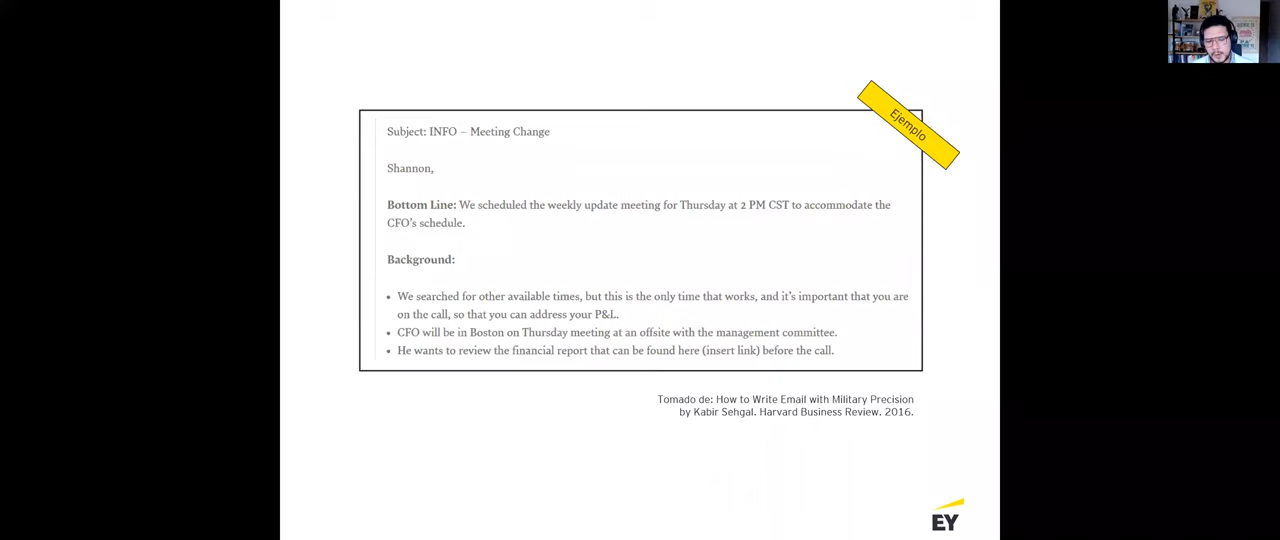 Ejemplo
Subject: INFO – Meeting Change
Shannon,
Bottom Line: We scheduled the weekly update meeting for Thursday at 2 PM CST to accommodate the
CFO's schedule.
Background:
• We searched for other available times, but this is the only time that works, and it's important that you are
on the call, so that you can address your P&L.
• CFO will be in Boston on Thursday meeting at an offsite with the management committee.
• He wants to review the financial report that can be found here (insert link) before the call.
Tomado de: How to Write Email with Military Precision
by Kabir Sehgal. Harvard Business Review. 2016.
EY